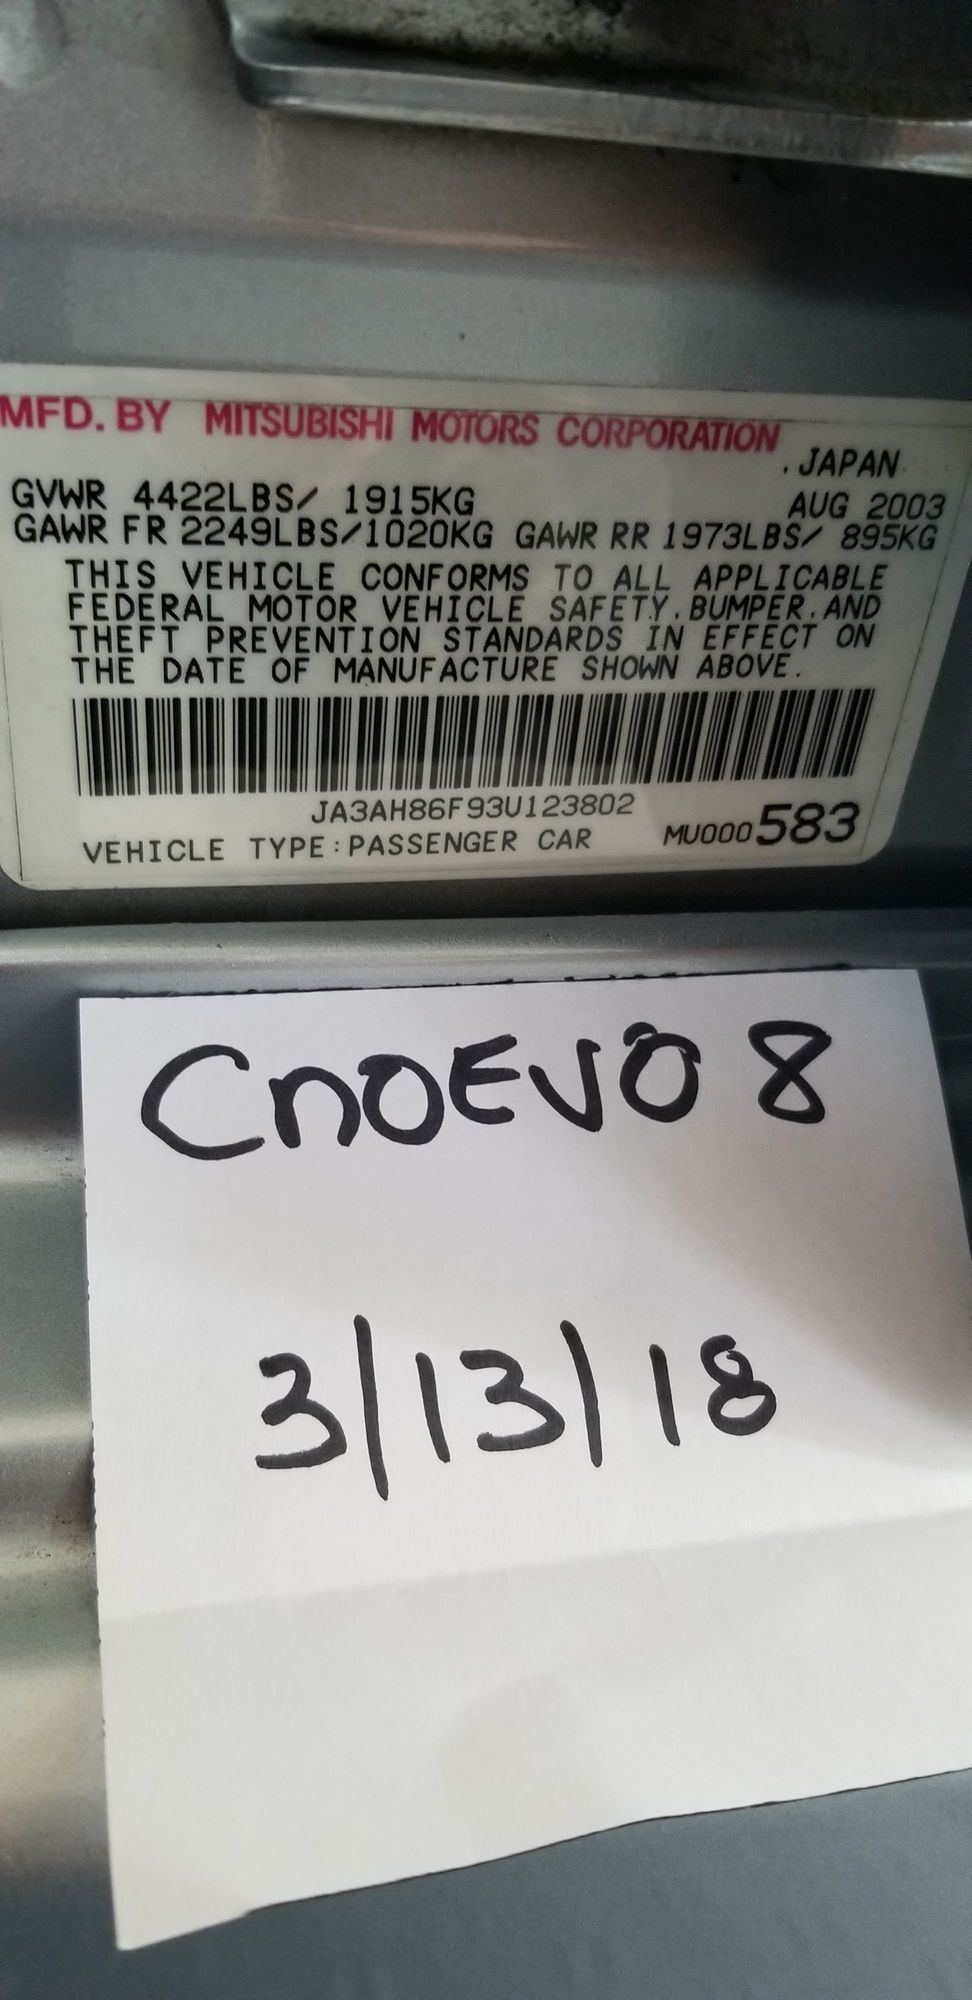 MFD. BY MITSUBISHI MOTORS CORPORATION
. JAPAN
GVWR 4422LBS/ 1915KG AUG 2003
GAWR FR 2249LBS/1020KG GAWR RR 1973LBS/ 895KG
THIS VEHICLE CONFORMS TO ALL APPLICABLE
FEDERAL MOTOR VEHICLE SAFETY. BUMPER. AND
THEFT PREVENTION STANDARDS IN EFFECT ON
THE DATE OF MANUFACTURE SHOWN ABOVE.
JA3AH86F93U123802
VEHICLE TYPE:PASSENGER CAR MU000583
CnOEVO 8
3/13/18